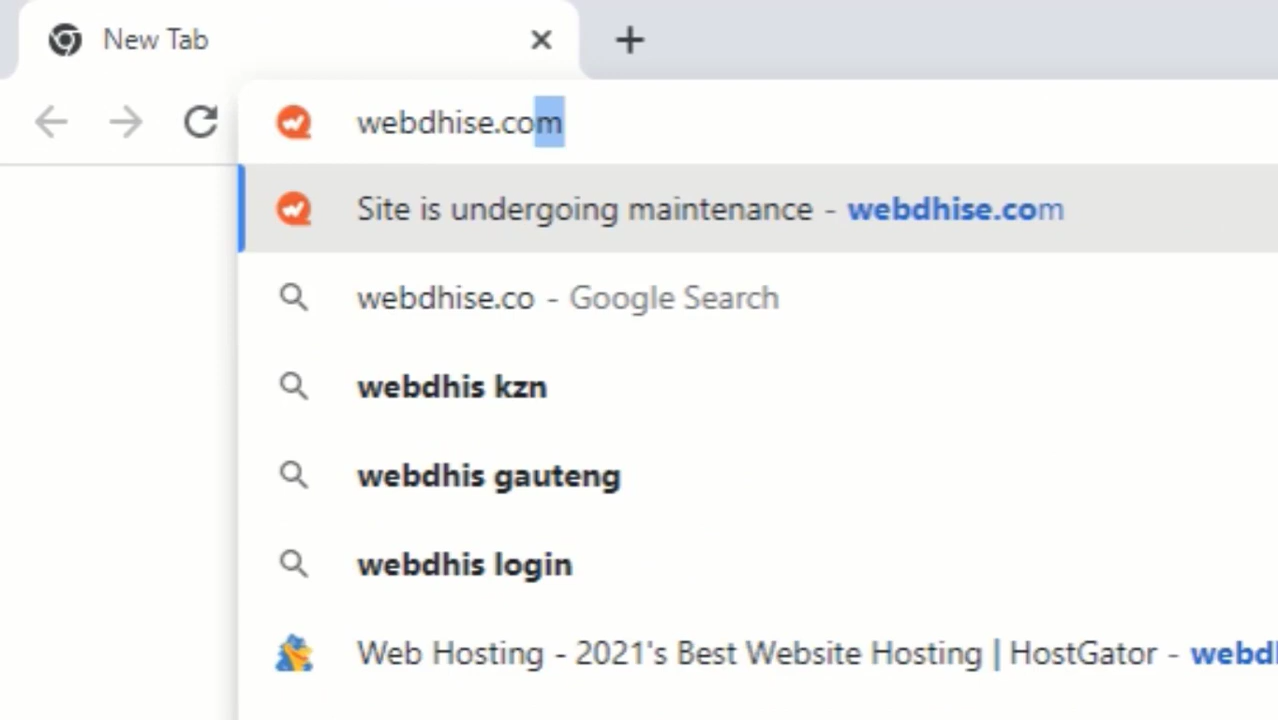 New Tab
webdhise.com
Site is undergoing maintenance - webdhise.com
webdhise.co - Google Search
webdhis kzn
webdhis gauteng
webdhis login
Web Hosting - 2021's Best Website Hosting | HostGator -